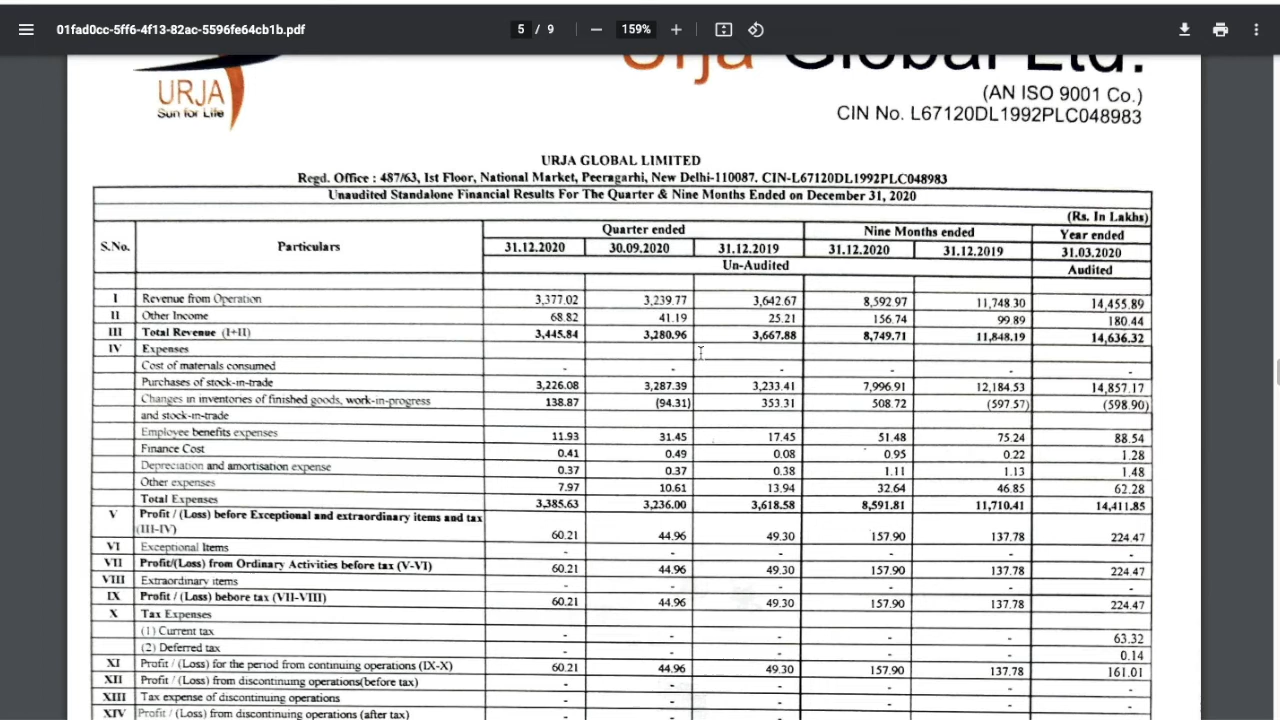 01fad0cc-5ff6-4f13-82ac-5596fe64cb1b.pdf 5 / 9 159%
Urja Global Ltd.
URJA
Sun for Life
(AN ISO 9001 Co.)
CIN No. L67120DL1992PLC048983
URJA GLOBAL LIMITED
Regd. Office : 487/63, 1st Floor, National Market, Peeragarhi, New Delhi-110087. CIN-L67120DL1992PLC048983
Unaudited Standalone Financial Results For The Quarter & Nine Months Ended on December 31, 2020
(Rs. In Lakhs)
S.No. Particulars Quarter ended Nine Months ended Year ended
31.12.2020 30.09.2020 31.12.2019 31.12.2020 31.12.2019 31.03.2020
Un-Audited Audited
I Revenue from Operation 3,377.02 3,239.77 3,642.67 8,592.97 11,748.30 14,455.89
II Other Income 68.82 41.19 25.21 156.74 99.89 180.44
III Total Revenue (I+II) 3,445.84 3,280.96 3,667.88 8,749.71 11,848.19 14,636.32
IV Expenses
Cost of materials consumed - - - - - -
Purchases of stock-in-trade 3,226.08 3,287.39 3,233.41 7,996.91 12,184.53 14,857.17
Changes in inventories of finished goods, work-in-progress 138.87 (94.31) 353.31 508.72 (597.57) (598.90)
and stock-in-trade
Employee benefits expenses 11.93 31.45 17.45 51.48 75.24 88.54
Finance Cost 0.41 0.49 0.08 0.95 0.22 1.28
Depreciation and amortisation expense 0.37 0.37 0.38 1.11 1.13 1.48
Other expenses 7.97 10.61 13.94 32.64 46.85 62.28
Total Expenses 3,385.63 3,236.00 3,618.58 8,591.81 11,710.41 14,411.85
V Profit / (Loss) before Exceptional and extraordinary items and tax
(III-IV) 60.21 44.96 49.30 157.90 137.78 224.47
VI Exceptional Items - - - - - -
VII Profit/(Loss) from Ordinary Activities before tax (V-VI) 60.21 44.96 49.30 157.90 137.78 224.47
VIII Extraordinary items - - - - - -
IX Profit / (Loss) bebore tax (VII-VIII) 60.21 44.96 49.30 157.90 137.78 224.47
X Tax Expenses
(1) Current tax - - - - - 63.32
(2) Deferred tax - - - - - 0.14
XI Profit / (Loss) for the period from continuing operations (IX-X) 60.21 44.96 49.30 157.90 137.78 161.01
XII Profit / (Loss) from discontinuing operations(before tax) - - - - - -
XIII Tax expense of discontinuing operations - - - - - -
XIV Profit / (Loss) from discontinuing operations (after tax) - - - - - -